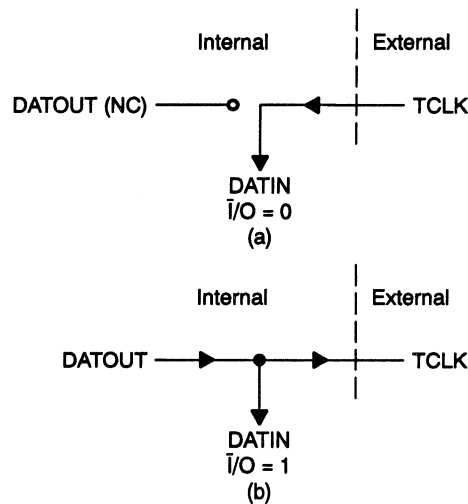 Internal External
DATOUT (NC) TCLK
DATIN
Ī/O = 0
(a)
Internal External
DATOUT TCLK
DATIN
Ī/O = 1
(b)